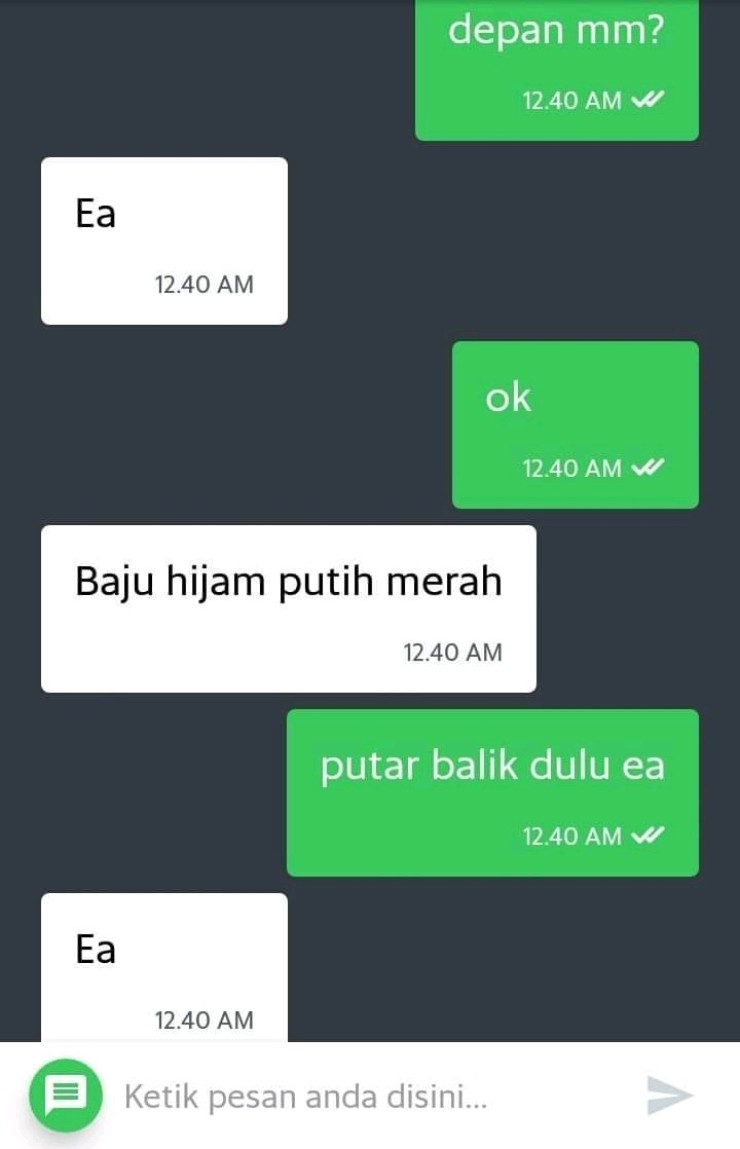 depan mm?
12.40 AM
Ea
12.40 AM
ok
12.40 AM
Baju hijam putih merah
12.40 AM
putar balik dulu ea
12.40 AM
Ea
12.40 AM
Ketik pesan anda disini...